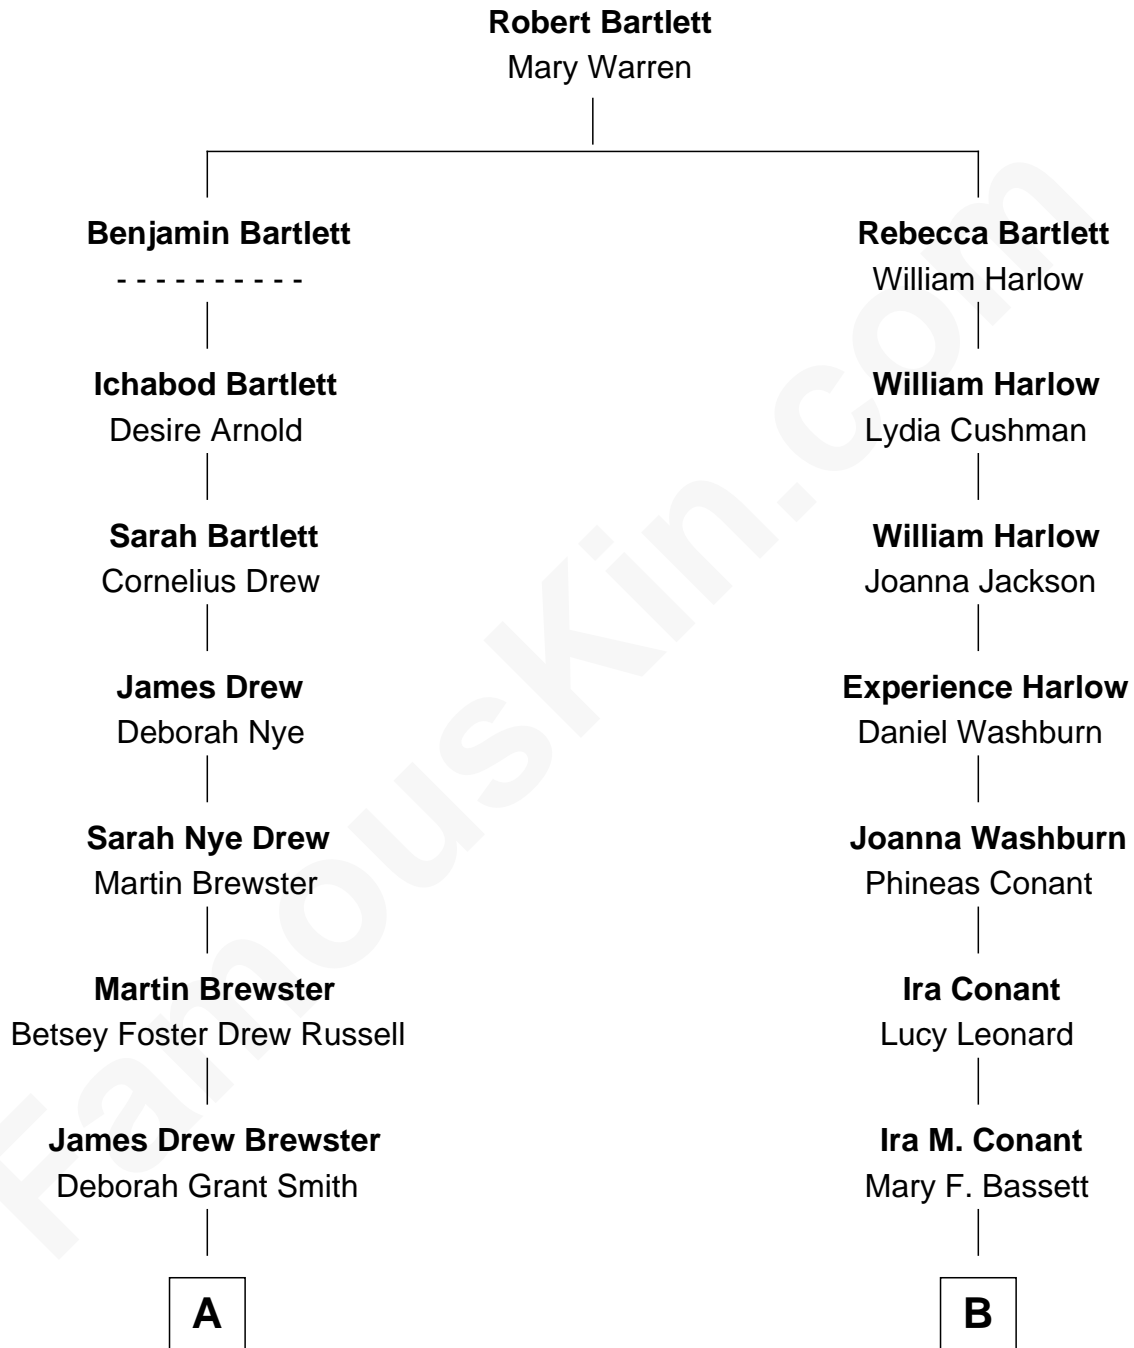 Robert Bartlett
Mary Warren
Benjamin Bartlett
- - - - - - - - - -
Ichabod Bartlett
Desire Arnold
Sarah Bartlett
Cornelius Drew
James Drew
Deborah Nye
Sarah Nye Drew
Martin Brewster
Martin Brewster
Betsey Foster Drew Russell
James Drew Brewster
Deborah Grant Smith
A
Rebecca Bartlett
William Harlow
William Harlow
Lydia Cushman
William Harlow
Joanna Jackson
Experience Harlow
Daniel Washburn
Joanna Washburn
Phineas Conant
Ira Conant
Lucy Leonard
Ira M. Conant
Mary F. Bassett
B
FamousKin.com